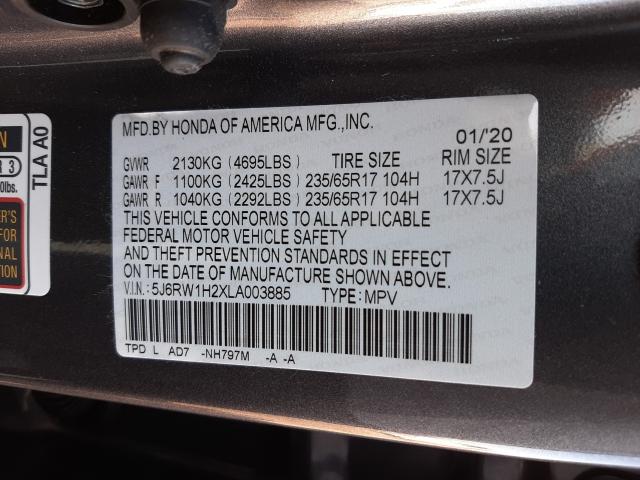 MFD.BY HONDA OF AMERICA MFG.,INC.
01/'20
GVWR 2130KG (4695LBS) TIRE SIZE RIM SIZE
GAWR F 1100KG (2425LBS) 235/65R17 104H 17X7.5J
GAWR R 1040KG (2292LBS) 235/65R17 104H 17X7.5J
THIS VEHICLE CONFORMS TO ALL APPLICABLE
FEDERAL MOTOR VEHICLE SAFETY
AND THEFT PREVENTION STANDARDS IN EFFECT
ON THE DATE OF MANUFACTURE SHOWN ABOVE.
V.I.N.:5J6RW1H2XLA003885 TYPE:MPV
TPD L AD7 -NH797M -A -A
TLA A0
R 3
0lbs.
FOR